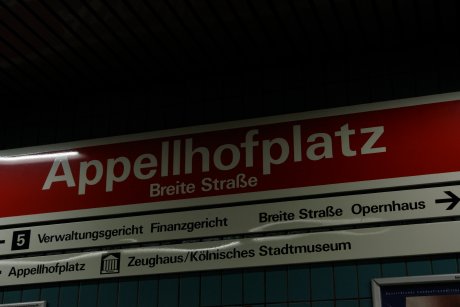 Appellhofplatz
Breite Straße
5 Verwaltungsgericht Finanzgericht Breite Straße Opernhaus
Appellhofplatz Zeughaus/Kölnisches Stadtmuseum